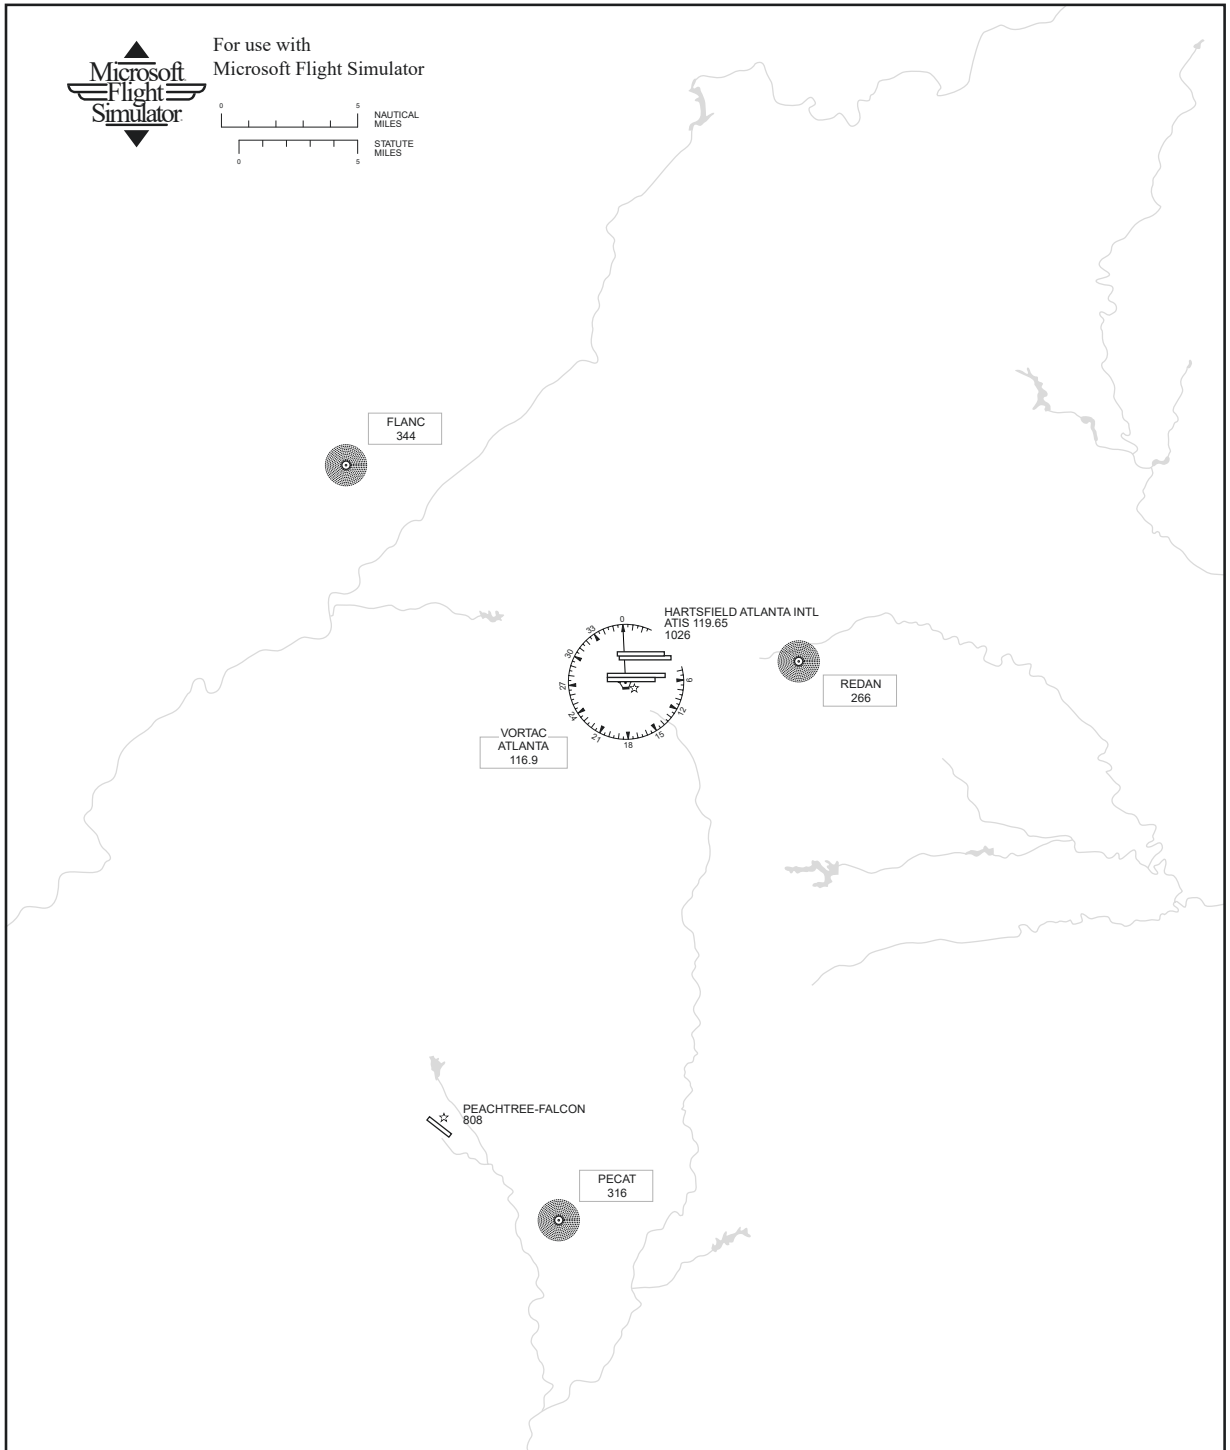 Microsoft
Flight
Simulator
For use with
Microsoft Flight Simulator
0 5
NAUTICAL
MILES
STATUTE
MILES
0 5
FLANC
344
HARTSFIELD ATLANTA INTL
ATIS 119.65
1026
0
33
30
27
24
21
18
15
12
6
REDAN
266
VORTAC
ATLANTA
116.9
PEACHTREE-FALCON
808
PECAT
316